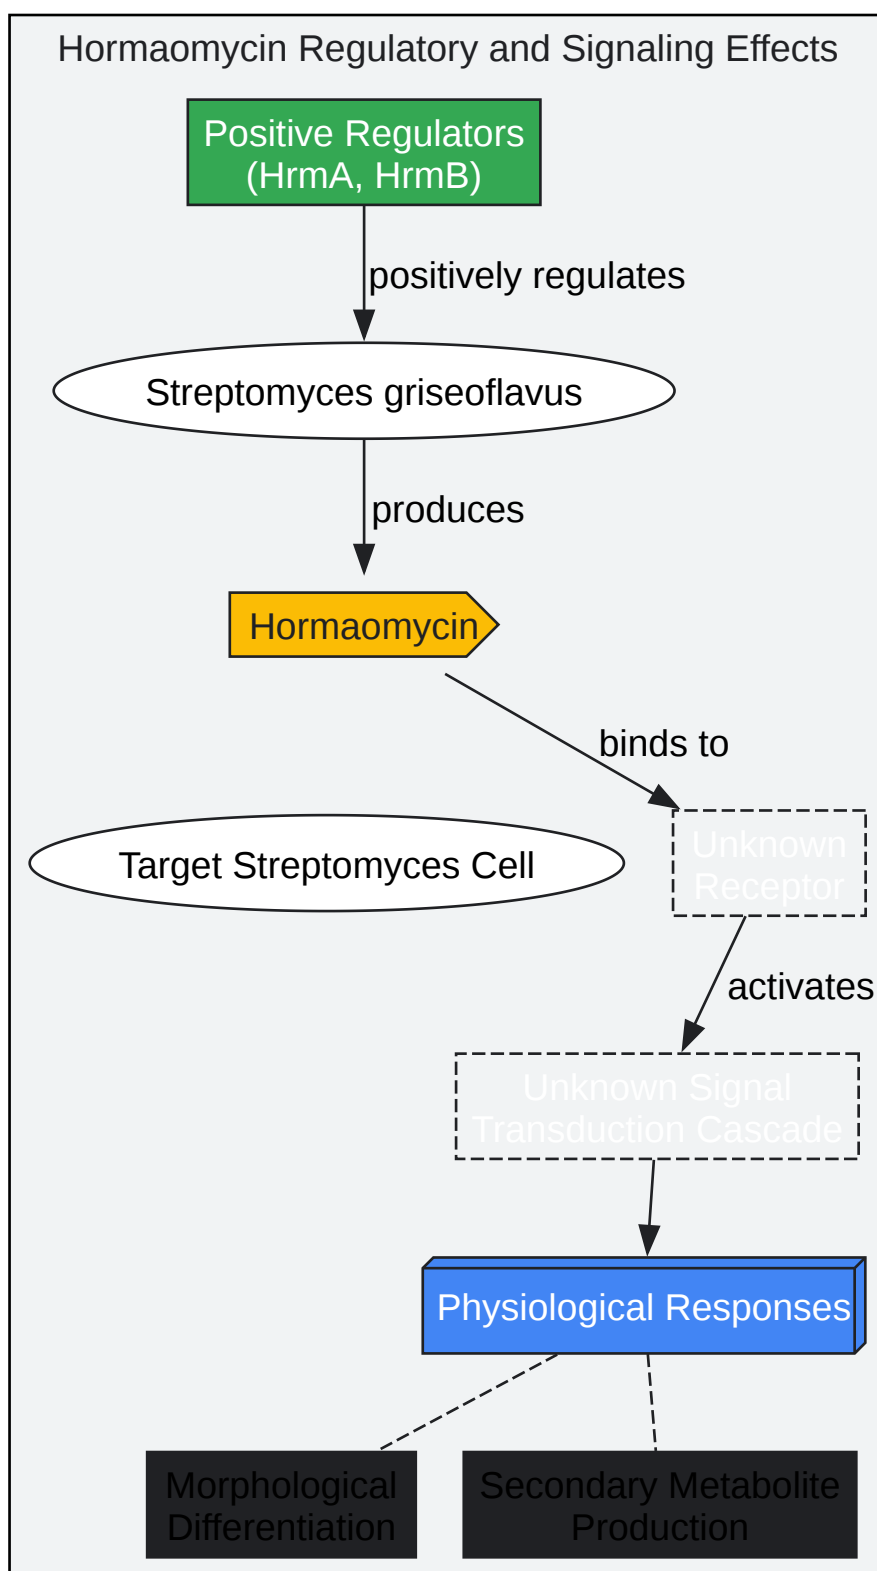 Hormaomycin Regulatory and Signaling Effects
Positive Regulators
(HrmA, HrmB)
positively regulates
Streptomyces griseoflavus
produces
Hormaomycin
binds to
Unknown
Receptor
Target Streptomyces Cell
activates
Unknown Signal
Transduction Cascade
Physiological Responses
Morphological
Differentiation
Secondary Metabolite
Production